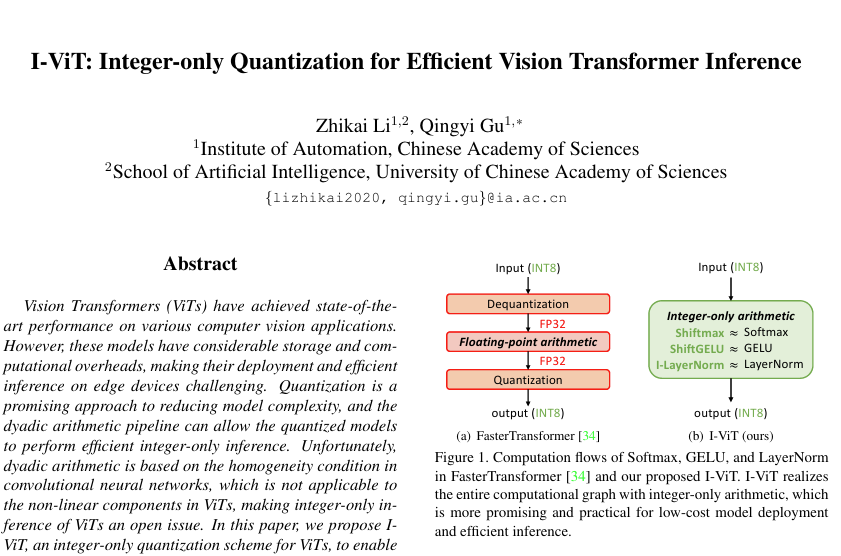 I-ViT: Integer-only Quantization for Efficient Vision Transformer Inference
Zhikai Li1,2, Qingyi Gu1,*
1Institute of Automation, Chinese Academy of Sciences
2School of Artificial Intelligence, University of Chinese Academy of Sciences
{lizhikai2020, qingyi.gu}@ia.ac.cn
Abstract
Vision Transformers (ViTs) have achieved state-of-the-
art performance on various computer vision applications.
However, these models have considerable storage and com-
putational overheads, making their deployment and efficient
inference on edge devices challenging. Quantization is a
promising approach to reducing model complexity, and the
dyadic arithmetic pipeline can allow the quantized models
to perform efficient integer-only inference. Unfortunately,
dyadic arithmetic is based on the homogeneity condition in
convolutional neural networks, which is not applicable to
the non-linear components in ViTs, making integer-only in-
ference of ViTs an open issue. In this paper, we propose I-
ViT, an integer-only quantization scheme for ViTs, to enable
Input (INT8)
Dequantization
FP32
Floating-point arithmetic
FP32
Quantization
output (INT8)
(a) FasterTransformer [34]
Input (INT8)
Integer-only arithmetic
Shiftmax ≈ Softmax
ShiftGELU ≈ GELU
I-LayerNorm ≈ LayerNorm
output (INT8)
(b) I-ViT (ours)
Figure 1. Computation flows of Softmax, GELU, and LayerNorm
in FasterTransformer [34] and our proposed I-ViT. I-ViT realizes
the entire computational graph with integer-only arithmetic, which
is more promising and practical for low-cost model deployment
and efficient inference.